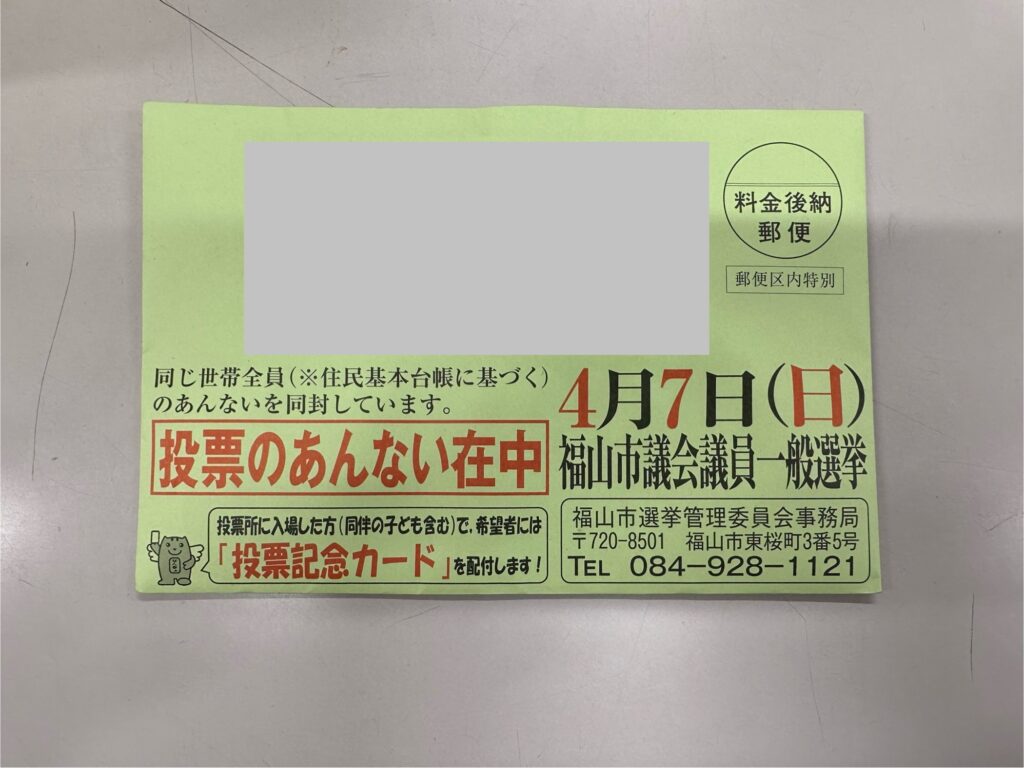 料金後納
郵便
郵便区内特別
同じ世帯全員(※住民基本台帳に基づく)
のあんないを同封しています。
投票のあんない在中
投票所に入場した方(同伴の子ども含む)で、希望者には
「投票記念カード」を配付します!
4月7日(日)
福山市議会議員一般選挙
福山市選挙管理委員会事務局
〒720-8501 福山市東桜町3番5号
TEL 084-928-1121